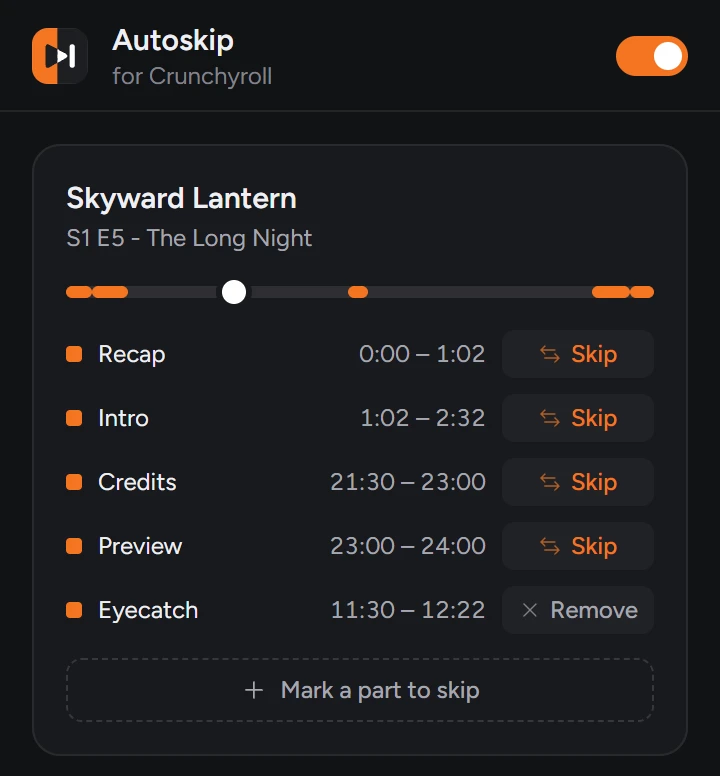 Autoskip
for Crunchyroll
Skyward Lantern
S1 E5 - The Long Night
Recap 0:00 – 1:02 Skip
Intro 1:02 – 2:32 Skip
Credits 21:30 – 23:00 Skip
Preview 23:00 – 24:00 Skip
Eyecatch 11:30 – 12:22 Remove
Mark a part to skip